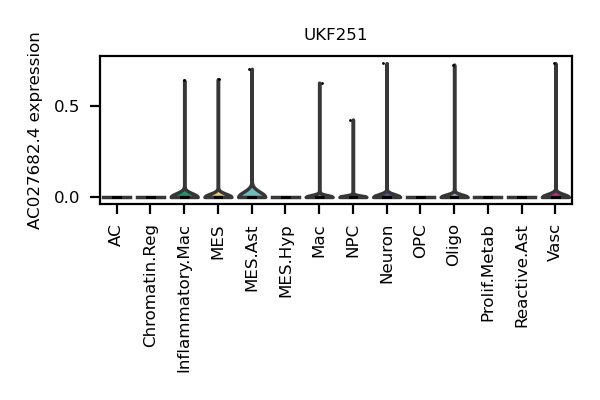 UKF251
AC027682.4 expression
0.5
0.0
AC
Chromatin.Reg
Inflammatory.Mac
MES
MES.Ast
MES.Hyp
Mac
NPC
Neuron
OPC
Oligo
Prolif.Metab
Reactive.Ast
Vasc